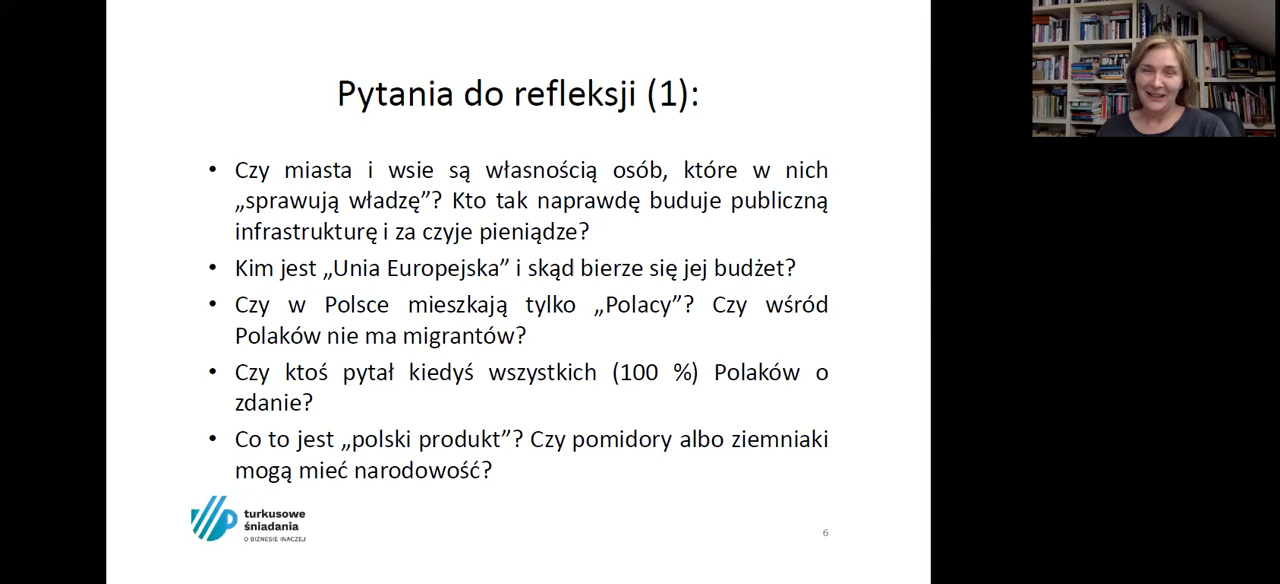 Pytania do refleksji (1):
• Czy miasta i wsie są własnością osób, które w nich
„sprawują władzę”? Kto tak naprawdę buduje publiczną
infrastrukturę i za czyje pieniądze?
• Kim jest „Unia Europejska” i skąd bierze się jej budżet?
• Czy w Polsce mieszkają tylko „Polacy”? Czy wśród
Polaków nie ma migrantów?
• Czy ktoś pytał kiedyś wszystkich (100 %) Polaków o
zdanie?
• Co to jest „polski produkt”? Czy pomidory albo ziemniaki
mogą mieć narodowość?
turkusowe
śniadania
O BIZNESIE INACZEJ
6